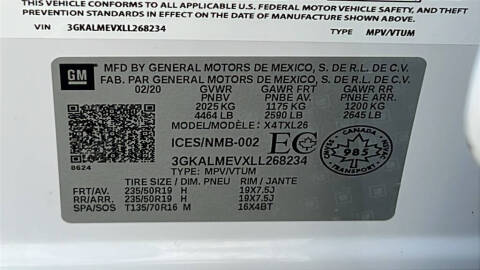 THIS VEHICLE CONFORMS TO ALL APPLICABLE U.S. FEDERAL MOTOR VEHICLE SAFETY, AND THEFT
PREVENTION STANDARDS IN EFFECT ON THE DATE OF MANUFACTURE SHOWN ABOVE.
VIN 3GKALMEVXLL268234 TYPE MPV/VTUM
GM
MFD BY GENERAL MOTORS DE MEXICO, S. DE R.L. DE C.V.
FAB. PAR GENERAL MOTORS DE MEXICO, S. DE R.L. DE C.V.
02/20 GVWR GAWR FRT GAWR RR
PNBV PNBE AV. PNBE ARR.
2025 KG 1175 KG 1200 KG
4464 LB 2590 LB 2645 LB
MODEL/MODÈLE: X4TXL26
ICES/NMB-002 EC
3GKALMEVXLL268234
TYPE: MPV/VTUM
8624
CANADA
985
TRANSPORT
TIRE SIZE / DIM. PNEU RIM / JANTE
FRT/AV. 235/50R19 H 19X7.5J
RR/ARR. 235/50R19 H 19X7.5J
SPA/SOS T135/70R16 M 16X4BT